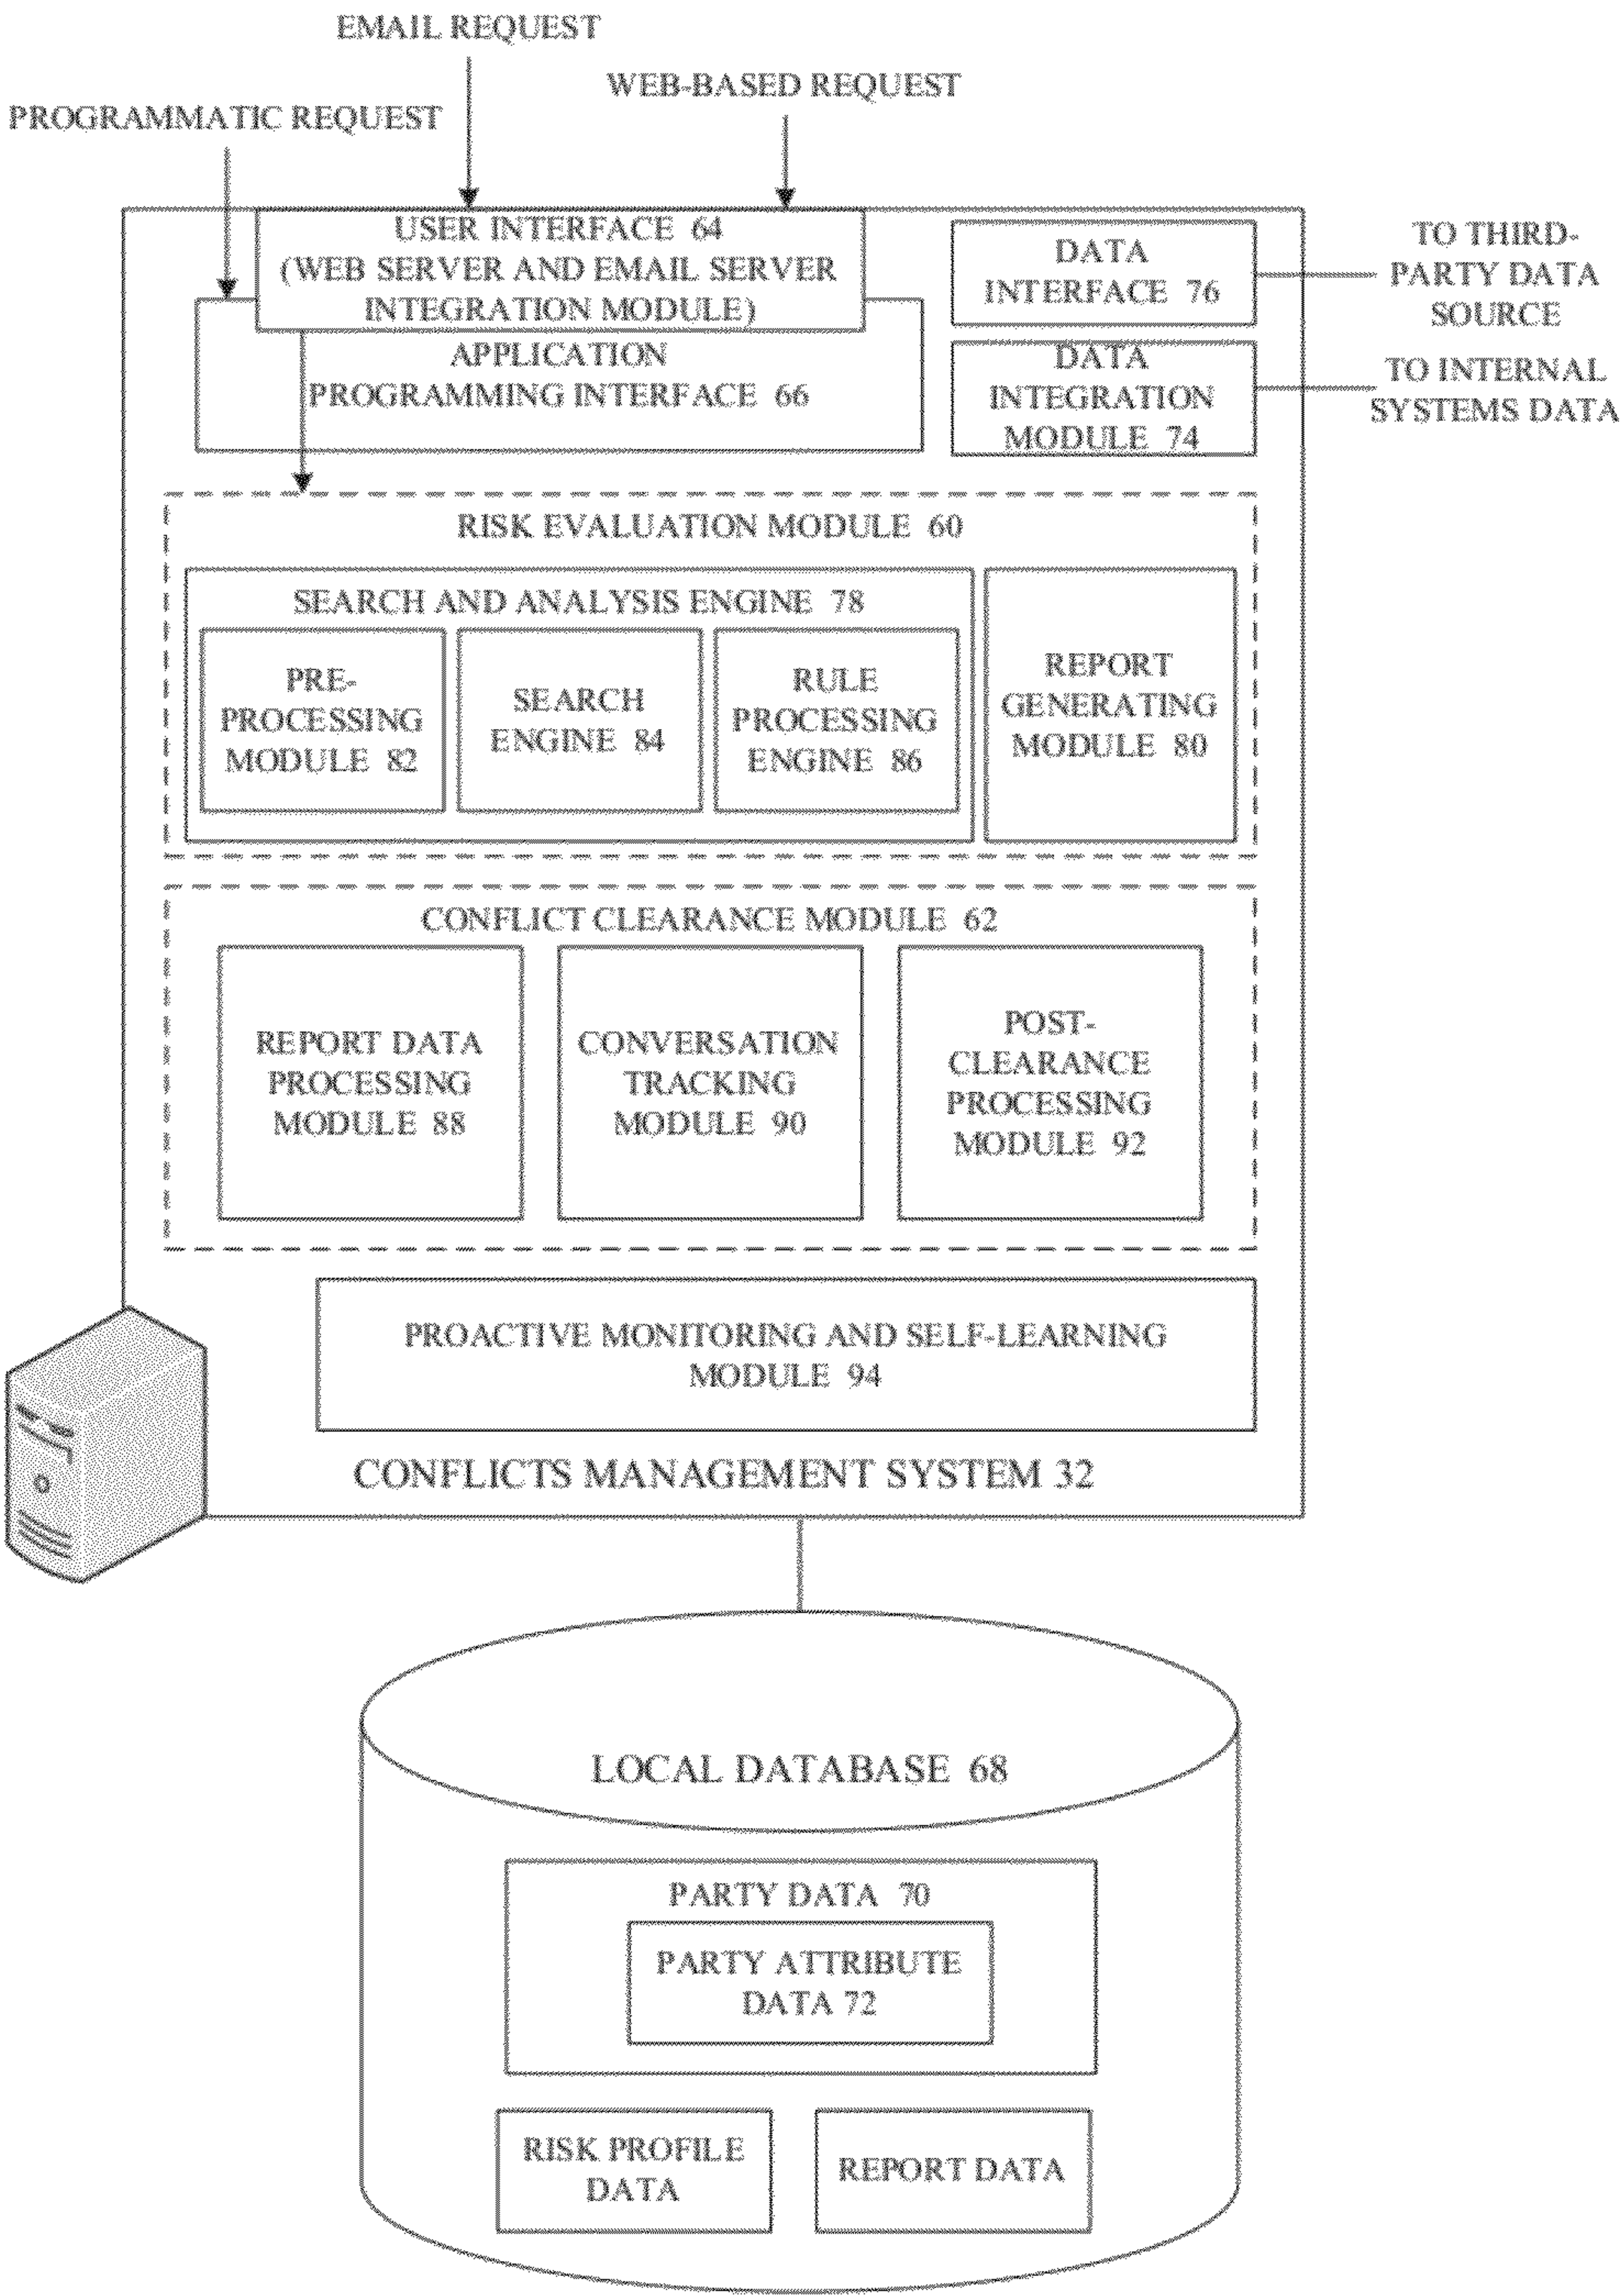 EMAIL REQUEST
WEB-BASED REQUEST
PROGRAMMATIC REQUEST
USER INTERFACE 64
(WEB SERVER AND EMAIL SERVER
INTEGRATION MODULE)
APPLICATION
PROGRAMMING INTERFACE 66
DATA
INTERFACE 76
TO THIRD-
PARTY DATA
SOURCE
DATA
INTEGRATION
MODULE 74
TO INTERNAL
SYSTEMS DATA
RISK EVALUATION MODULE 60
SEARCH AND ANALYSIS ENGINE 78
PRE-
PROCESSING
MODULE 82
SEARCH
ENGINE 84
RULE
PROCESSING
ENGINE 86
REPORT
GENERATING
MODULE 80
CONFLICT CLEARANCE MODULE 62
REPORT DATA
PROCESSING
MODULE 88
CONVERSATION
TRACKING
MODULE 90
POST-
CLEARANCE
PROCESSING
MODULE 92
PROACTIVE MONITORING AND SELF-LEARNING
MODULE 94
CONFLICTS MANAGEMENT SYSTEM 32
LOCAL DATABASE 68
PARTY DATA 70
PARTY ATTRIBUTE
DATA 72
RISK PROFILE
DATA
REPORT DATA